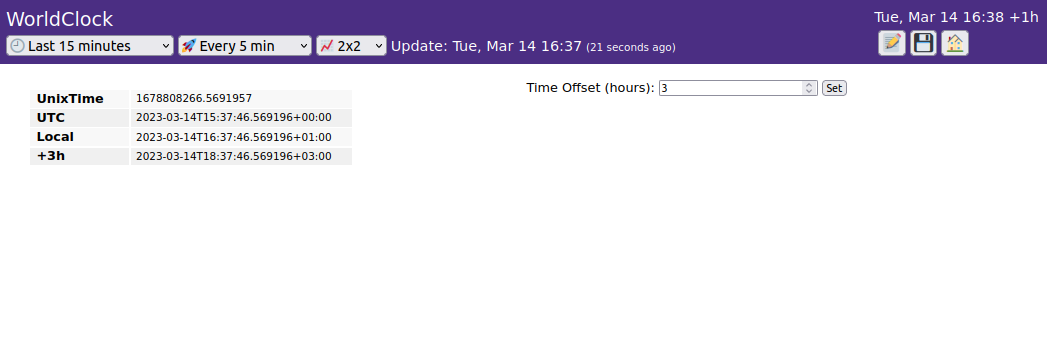 WorldClock
Tue, Mar 14 16:38 +1h
Last 15 minutes Every 5 min 2x2 Update: Tue, Mar 14 16:37 (21 seconds ago)
Time Offset (hours): 3 Set
UnixTime 1678808266.5691957
UTC 2023-03-14T15:37:46.569196+00:00
Local 2023-03-14T16:37:46.569196+01:00
+3h 2023-03-14T18:37:46.569196+03:00